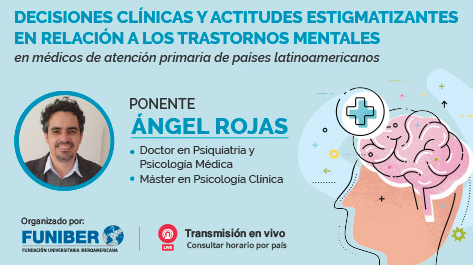 DECISIONES CLÍNICAS Y ACTITUDES ESTIGMATIZANTES
EN RELACIÓN A LOS TRASTORNOS MENTALES
en médicos de atención primaria de países latinoamericanos
PONENTE
ÁNGEL ROJAS
• Doctor en Psiquiatría y
Psicología Médica
• Máster en Psicología Clínica
Organizado por:
FUNIBER
FUNDACIÓN UNIVERSITARIA IBEROAMERICANA
LIVE
Transmisión en vivo
Consultar horario por país